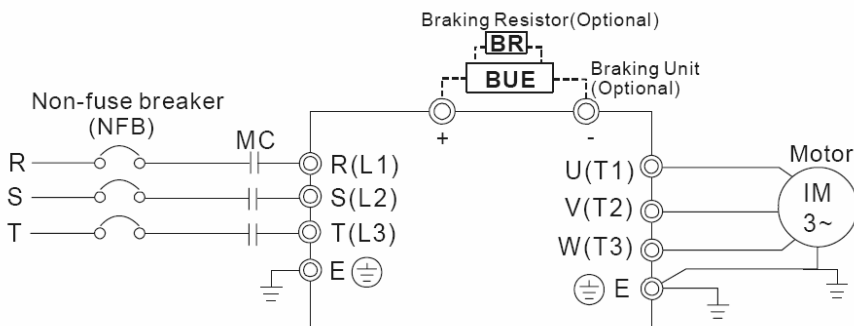 Braking Resistor(Optional)
BR
BUE
Braking Unit
(Optional)
Non-fuse breaker
(NFB)
MC
+
-
R
R(L1)
U(T1)
Motor
S
S(L2)
V(T2)
IM
3~
T
T(L3)
W(T3)
E
E